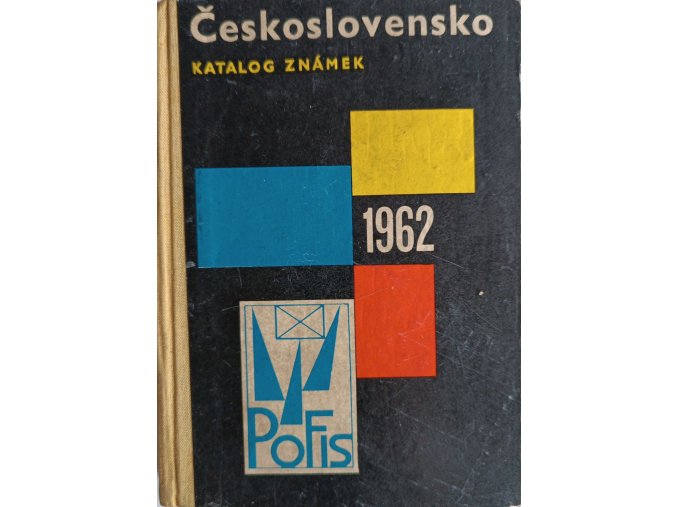 Československo
KATALOG ZNÁMEK
1962
PoFis